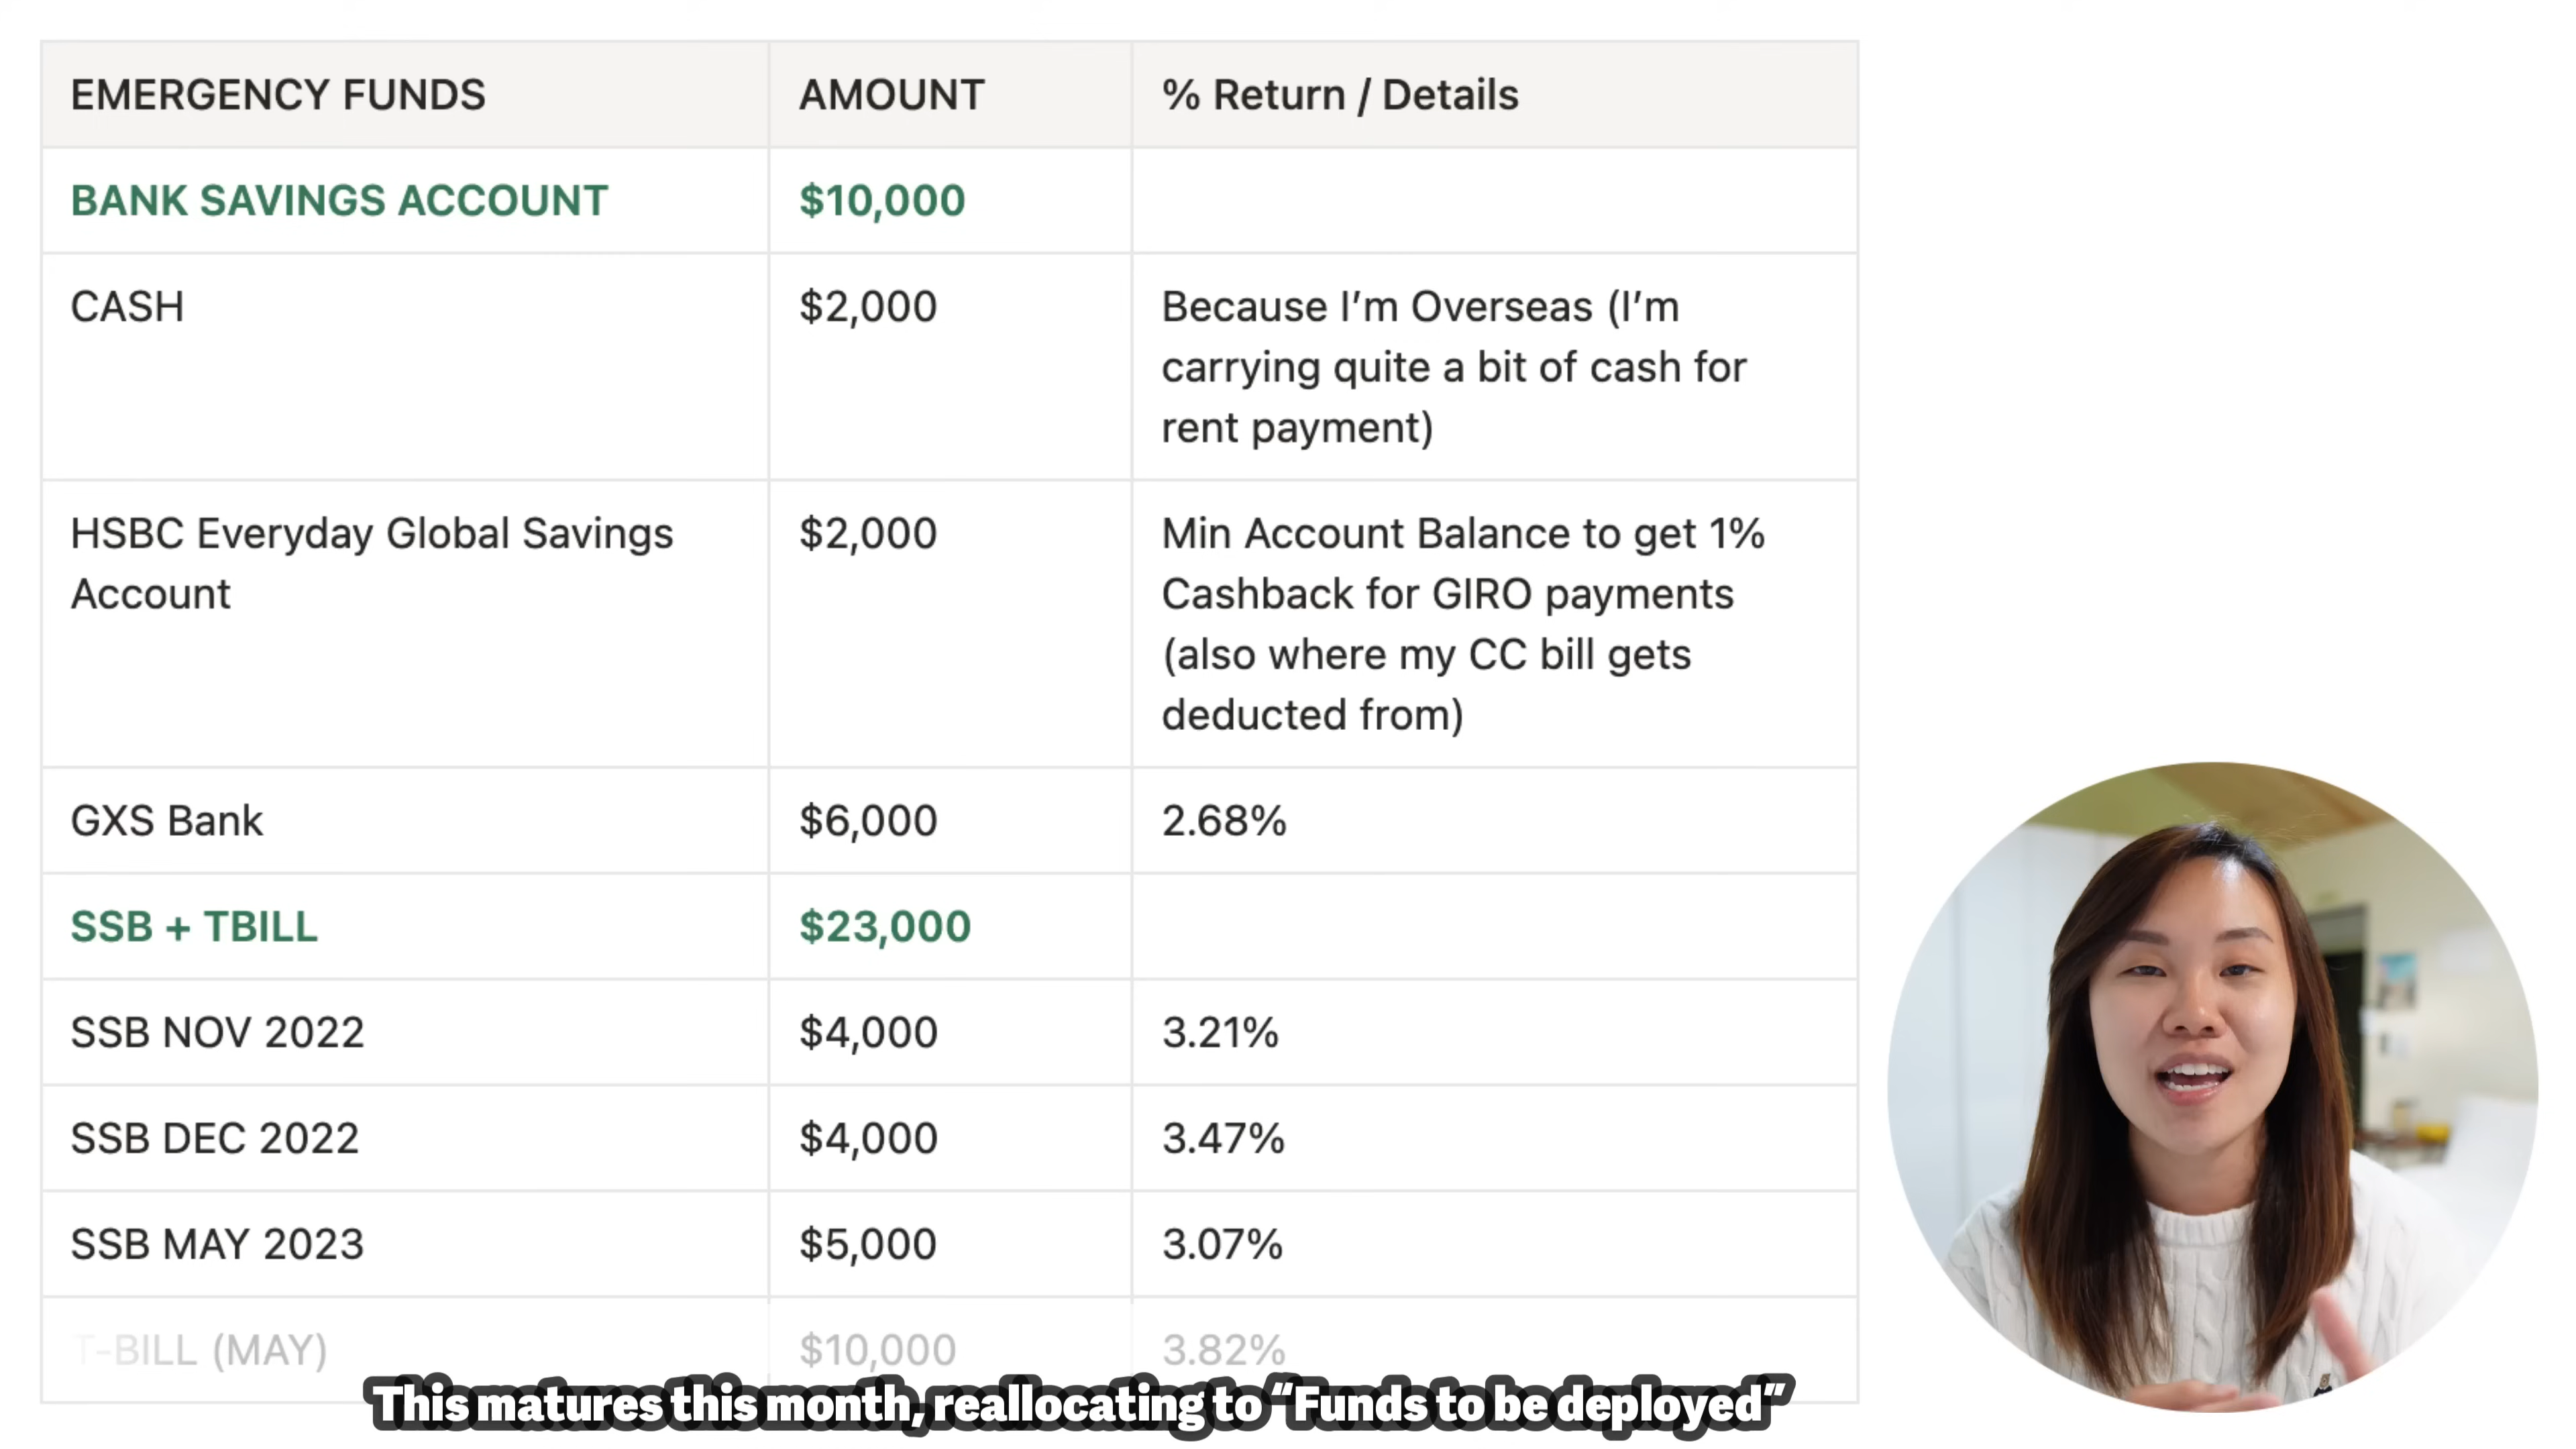 EMERGENCY FUNDS AMOUNT % Return / Details
BANK SAVINGS ACCOUNT $10,000
CASH $2,000 Because I’m Overseas (I’m
carrying quite a bit of cash for
rent payment)
HSBC Everyday Global Savings $2,000 Min Account Balance to get 1%
Account Cashback for GIRO payments
(also where my CC bill gets
deducted from)
GXS Bank $6,000 2.68%
SSB + TBILL $23,000
SSB NOV 2022 $4,000 3.21%
SSB DEC 2022 $4,000 3.47%
SSB MAY 2023 $5,000 3.07%
T-BILL (MAY) $10,000 3.82%
This matures this month, reallocating to “Funds to be deployed”